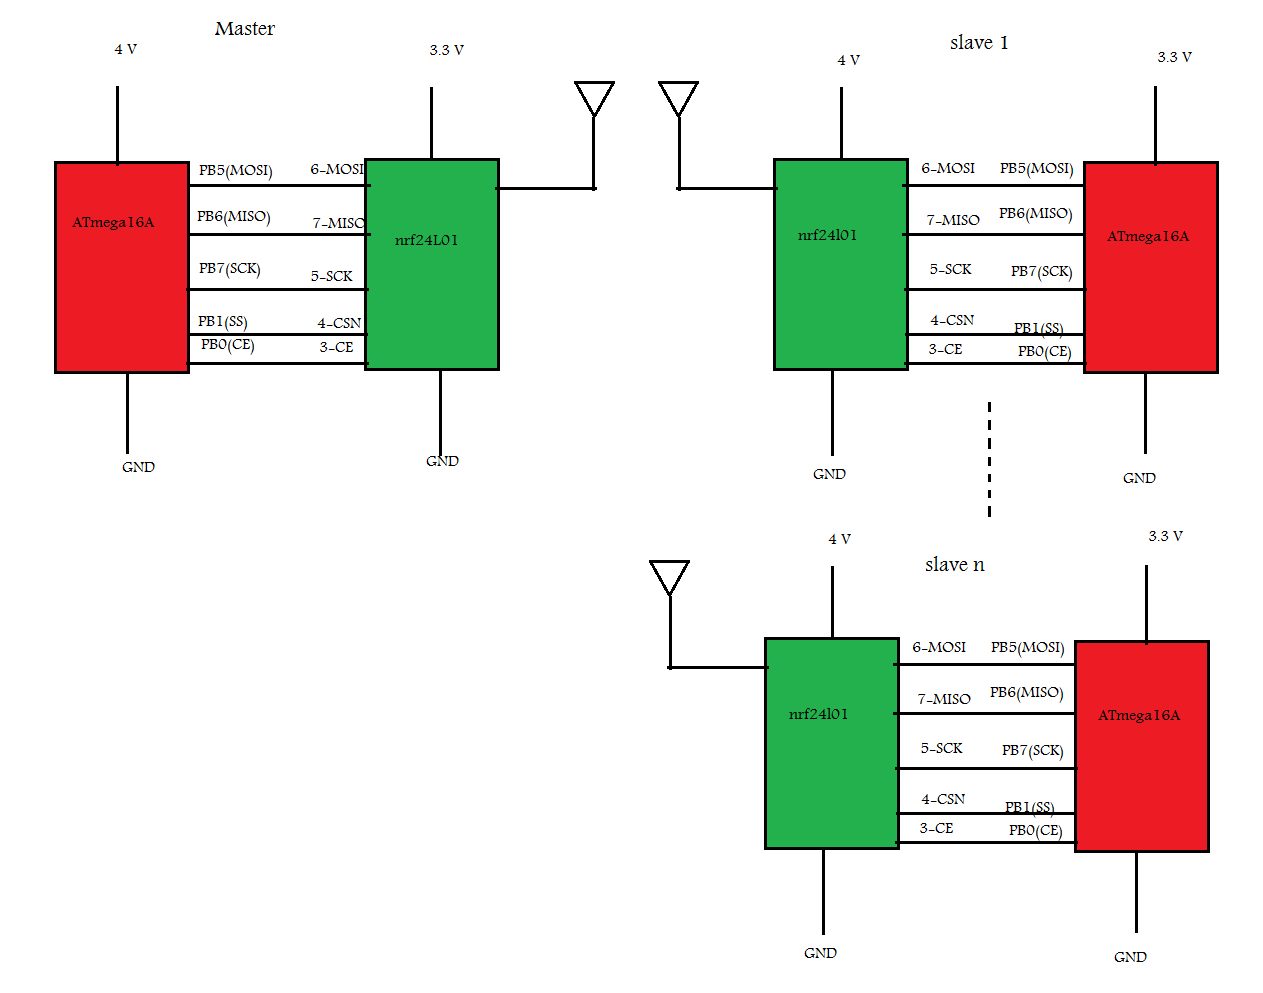 Master
4 V
3.3 V
ATmega16A
PB5(MOSI)
6-MOSI
PB6(MISO)
7-MISO
PB7(SCK)
5-SCK
PB1(SS)
4-CSN
PB0(CE)
3-CE
nrf24L01
GND
GND
slave 1
4 V
3.3 V
nrf24l01
6-MOSI
PB5(MOSI)
7-MISO
PB6(MISO)
5-SCK
PB7(SCK)
4-CSN
PB1(SS)
3-CE
PB0(CE)
ATmega16A
GND
GND
slave n
4 V
3.3 V
nrf24l01
6-MOSI
PB5(MOSI)
7-MISO
PB6(MISO)
5-SCK
PB7(SCK)
4-CSN
PB1(SS)
3-CE
PB0(CE)
ATmega16A
GND
GND